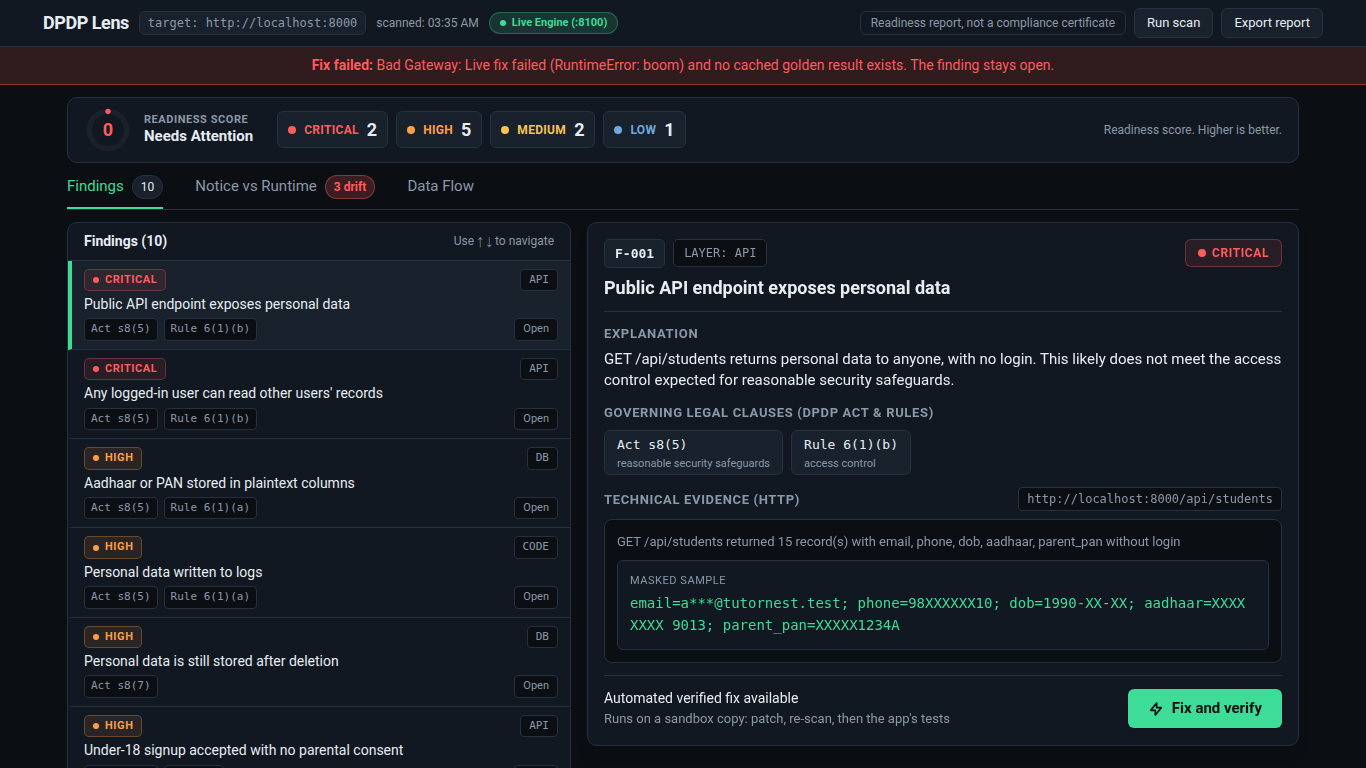 DPDP Lens target: http://localhost:8000 scanned: 03:35 AM Live Engine (:8100) Readiness report, not a compliance certificate Run scan Export report
Fix failed: Bad Gateway: Live fix failed (RuntimeError: boom) and no cached golden result exists. The finding stays open.
0 READINESS SCORE
Needs Attention
CRITICAL 2 HIGH 5 MEDIUM 2 LOW 1
Readiness score. Higher is better.
Findings 10 Notice vs Runtime 3 drift Data Flow
Findings (10) Use ↑ ↓ to navigate
CRITICAL API
Public API endpoint exposes personal data
Act s8(5) Rule 6(1)(b) Open
CRITICAL API
Any logged-in user can read other users' records
Act s8(5) Rule 6(1)(b) Open
HIGH DB
Aadhaar or PAN stored in plaintext columns
Act s8(5) Rule 6(1)(a) Open
HIGH CODE
Personal data written to logs
Act s8(5) Rule 6(1)(a) Open
HIGH DB
Personal data is still stored after deletion
Act s8(7) Open
HIGH API
Under-18 signup accepted with no parental consent
F-001 LAYER: API CRITICAL
Public API endpoint exposes personal data
EXPLANATION
GET /api/students returns personal data to anyone, with no login. This likely does not meet the access
control expected for reasonable security safeguards.
GOVERNING LEGAL CLAUSES (DPDP ACT & RULES)
Act s8(5) Rule 6(1)(b)
reasonable security safeguards access control
TECHNICAL EVIDENCE (HTTP) http://localhost:8000/api/students
GET /api/students returned 15 record(s) with email, phone, dob, aadhaar, parent_pan without login
MASKED SAMPLE
email=a***@tutornest.test; phone=98XXXXXX10; dob=1990-XX-XX; aadhaar=XXXX
XXXX 9013; parent_pan=XXXXX1234A
Automated verified fix available
Runs on a sandbox copy: patch, re-scan, then the app's tests
Fix and verify